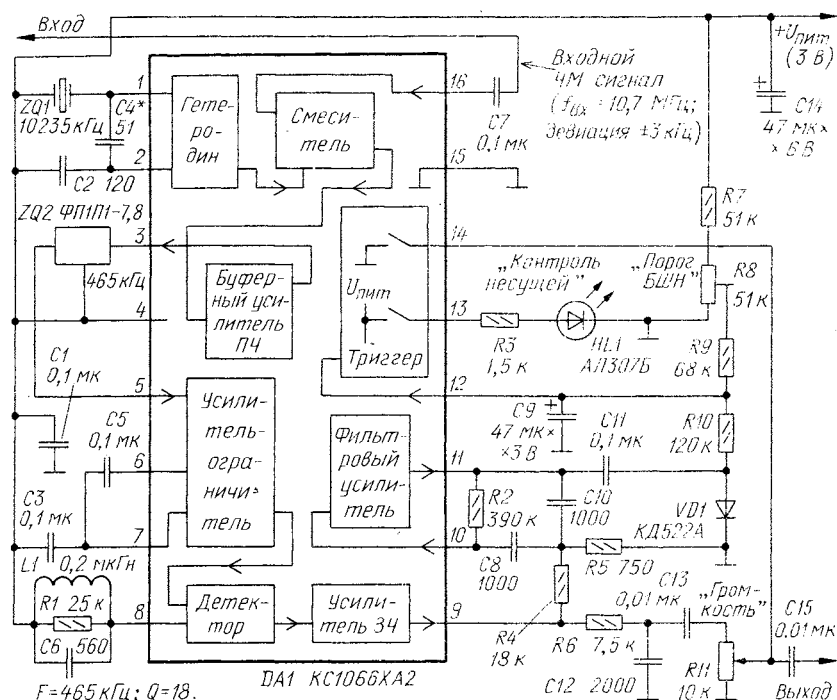 Вход
+Uпит
(3 В)
C14
47 мк×
×6 В
ZQ1
10235 кГц
C4*
51
1
Гете-
ро-
дин
Смеси-
тель
16
C7
0,1 мк
Входной
ЧМ сигнал
(fвх = 10,7 МГц;
девиация ±3 кГц)
2
C2 120
15
ZQ2 ФП1П1-7,8
3
465 кГц
4
Буфер-
ный уси-
литель
ПЧ
Uпит
Триггер
14
13
12
„Контроль
несущей"
R3
1,5 к
HL1
АЛ307Б
„Порог
БШН"
R7
51 к
R8
51 к
R9
68 к
R10
120 к
C1
0,1 мк
5
C5
0,1 мк
6
7
Усили-
тель-
огра-
ничи-
тель
Фильт-
ровый
усили-
тель
11
10
C9
47 мк×
×3 В
C11
0,1 мк
R2
390 к
C10
1000
VD1
КД522А
C3
0,1 мк
C8
1000
R5 750
L1 0,2 мкГн
R1 25 к
C6 560
8
Детек-
тор
Усили-
тель ЗЧ
9
R4
18 к
R6
7,5 к
C13
0,01 мк
C12 2000
„Гром-
кость"
R11
10 к
C15
0,01 мк
Выход
F=465 кГц; Q=18.
DA1 КС1066ХА2